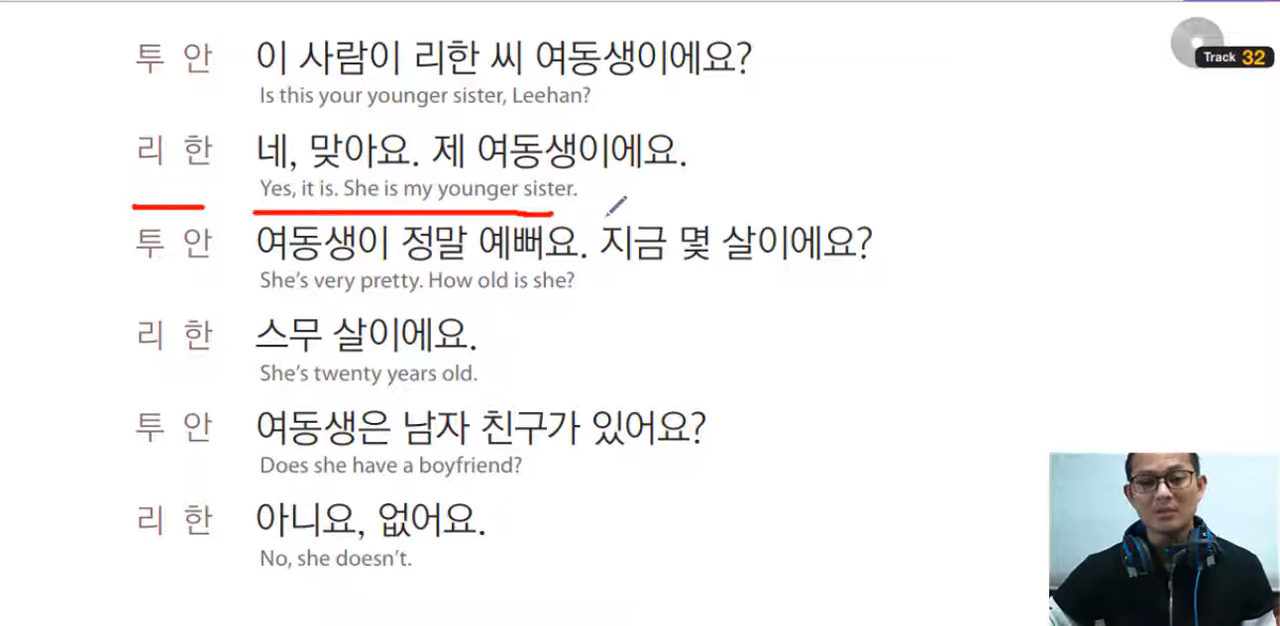 Track 32
투 안 이 사람이 리한 씨 여동생이에요?
Is this your younger sister, Leehan?
리 한 네, 맞아요. 제 여동생이에요.
Yes, it is. She is my younger sister.
투 안 여동생이 정말 예뻐요. 지금 몇 살이에요?
She's very pretty. How old is she?
리 한 스무 살이에요.
She's twenty years old.
투 안 여동생은 남자 친구가 있어요?
Does she have a boyfriend?
리 한 아니요, 없어요.
No, she doesn't.